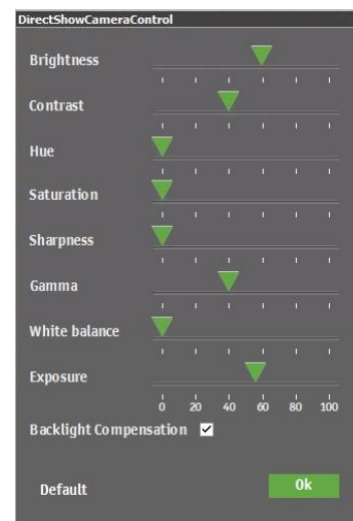 DirectShowCameraControl
Brightness
Contrast
Hue
Saturation
Sharpness
Gamma
White balance
Exposure
0 20 40 60 80 100
Backlight Compensation
Default Ok